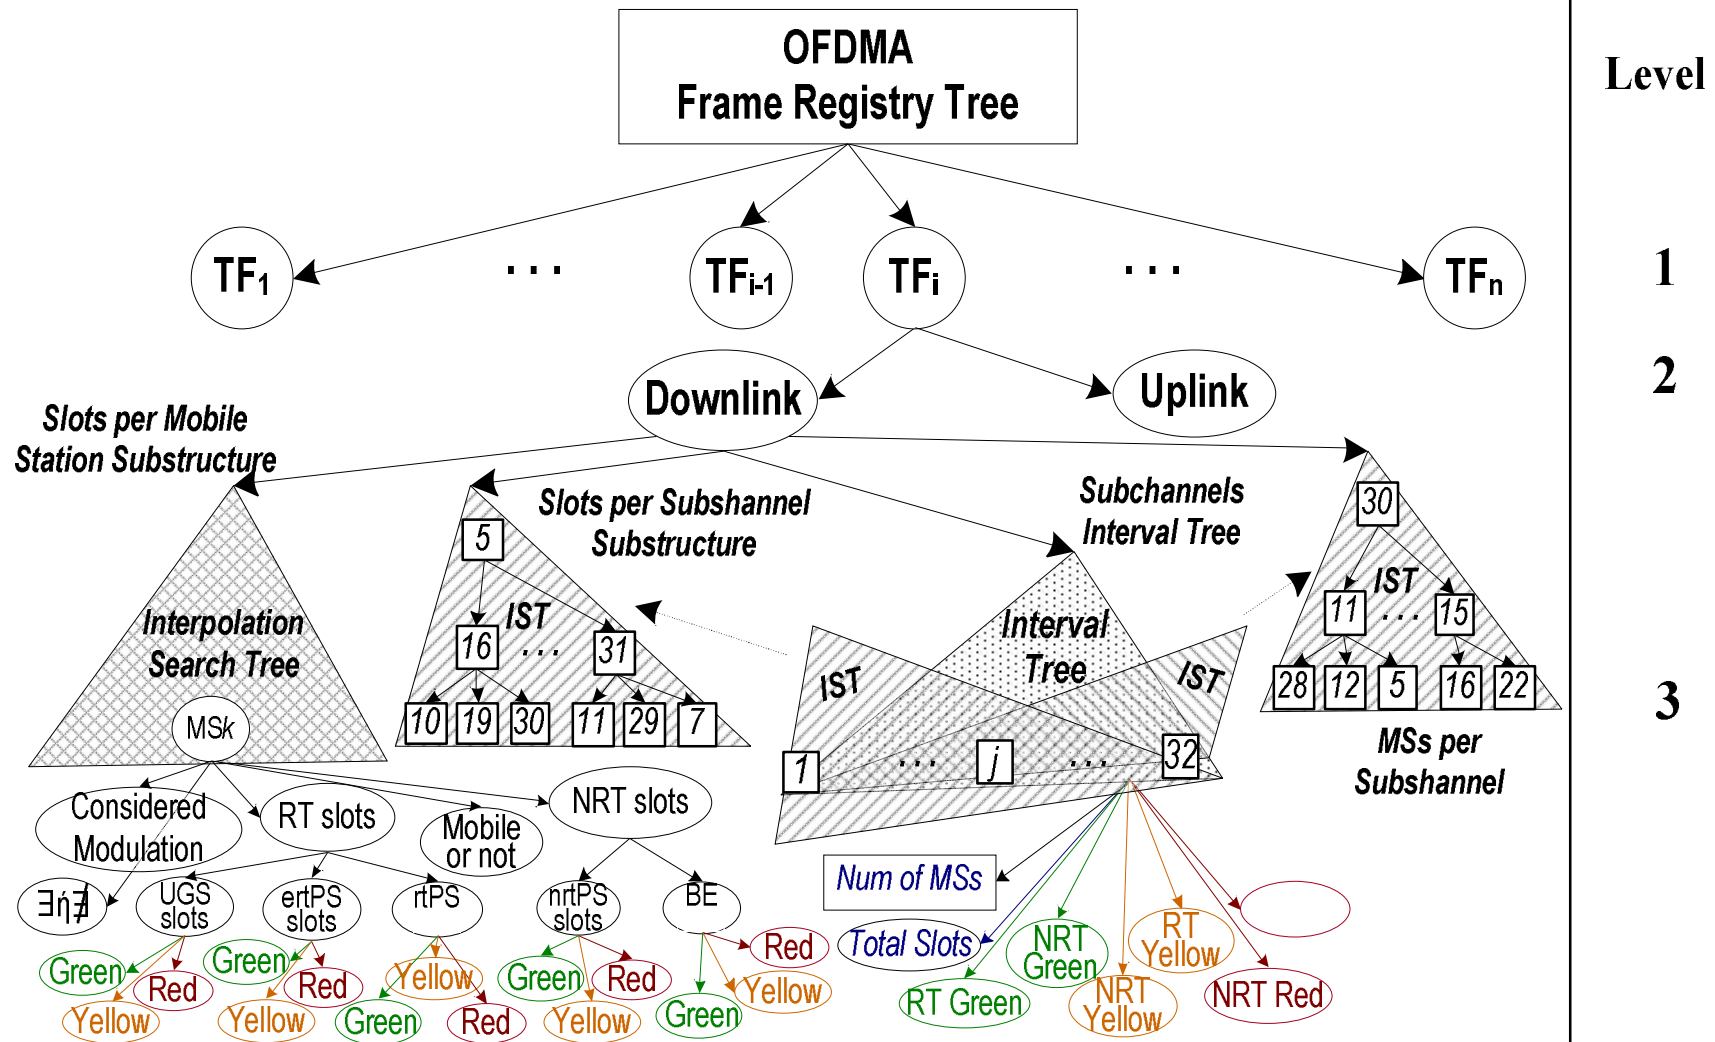 OFDMA
Frame Registry Tree
Level
TF1
...
TFi-1
TFi
...
TFn
1
Downlink
Uplink
2
Slots per Mobile
Station Substructure
Slots per Subshannel
Substructure
Subchannels
Interval Tree
5
IST
16
...
31
10
19
30
11
29
7
30
IST
11
...
15
28
12
5
16
22
MSs per
Subshannel
Interpolation
Search Tree
MSk
Interval
Tree
IST
IST
1
...
j
...
32
3
Considered
Modulation
RT slots
Mobile
or not
NRT slots
∃ή∄
UGS
slots
ertPS
slots
rtPS
nrtPS
slots
BE
Green
Red
Yellow
Green
Red
Yellow
Yellow
Green
Red
Green
Red
Yellow
Red
Yellow
Green
Num of MSs
Total Slots
RT Green
NRT
Green
NRT
Yellow
RT
Yellow
NRT Red